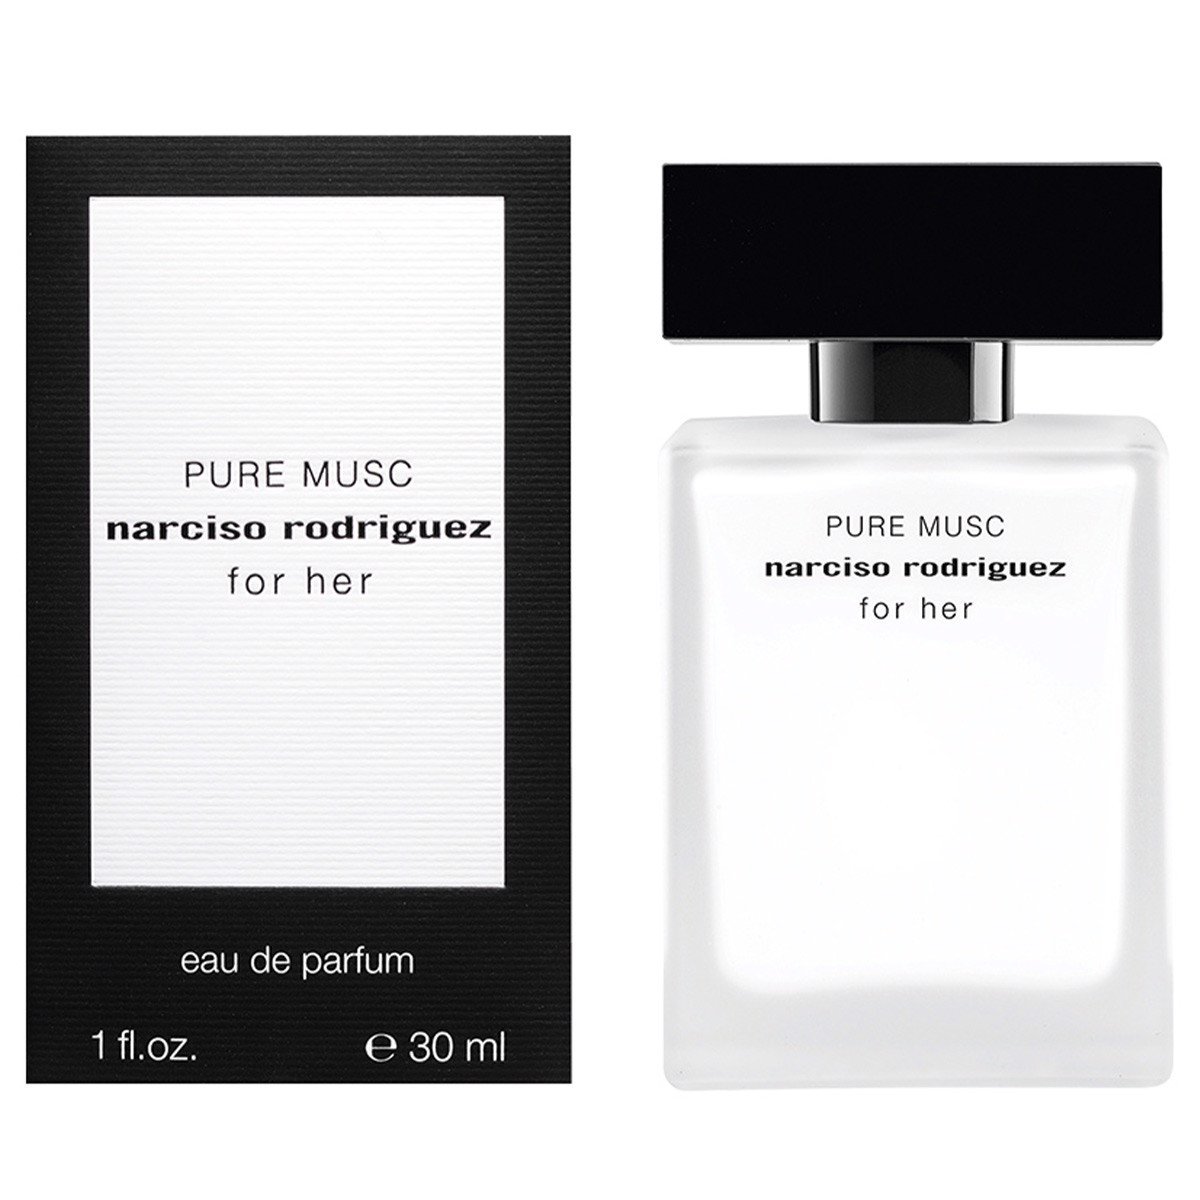 PURE MUSC
narciso rodriguez
for her
eau de parfum
1 fl.oz. ℮ 30 ml
PURE MUSC
narciso rodriguez
for her